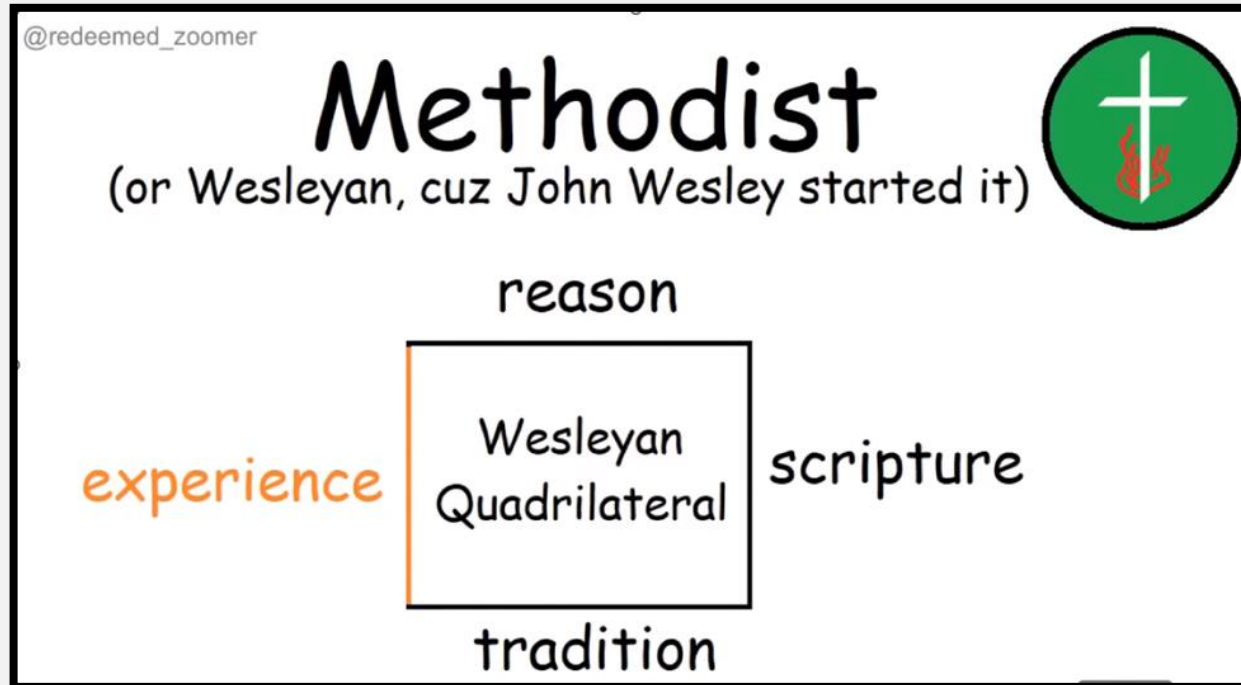 @redeemed_zoomer
Methodist
(or Wesleyan, cuz John Wesley started it)
reason
experience
Wesleyan
Quadrilateral
scripture
tradition